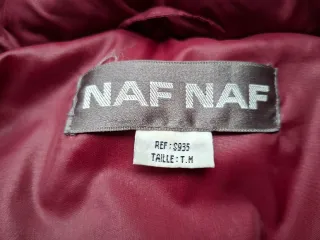 NAF NAF
REF: S935
TAILLE: T.M